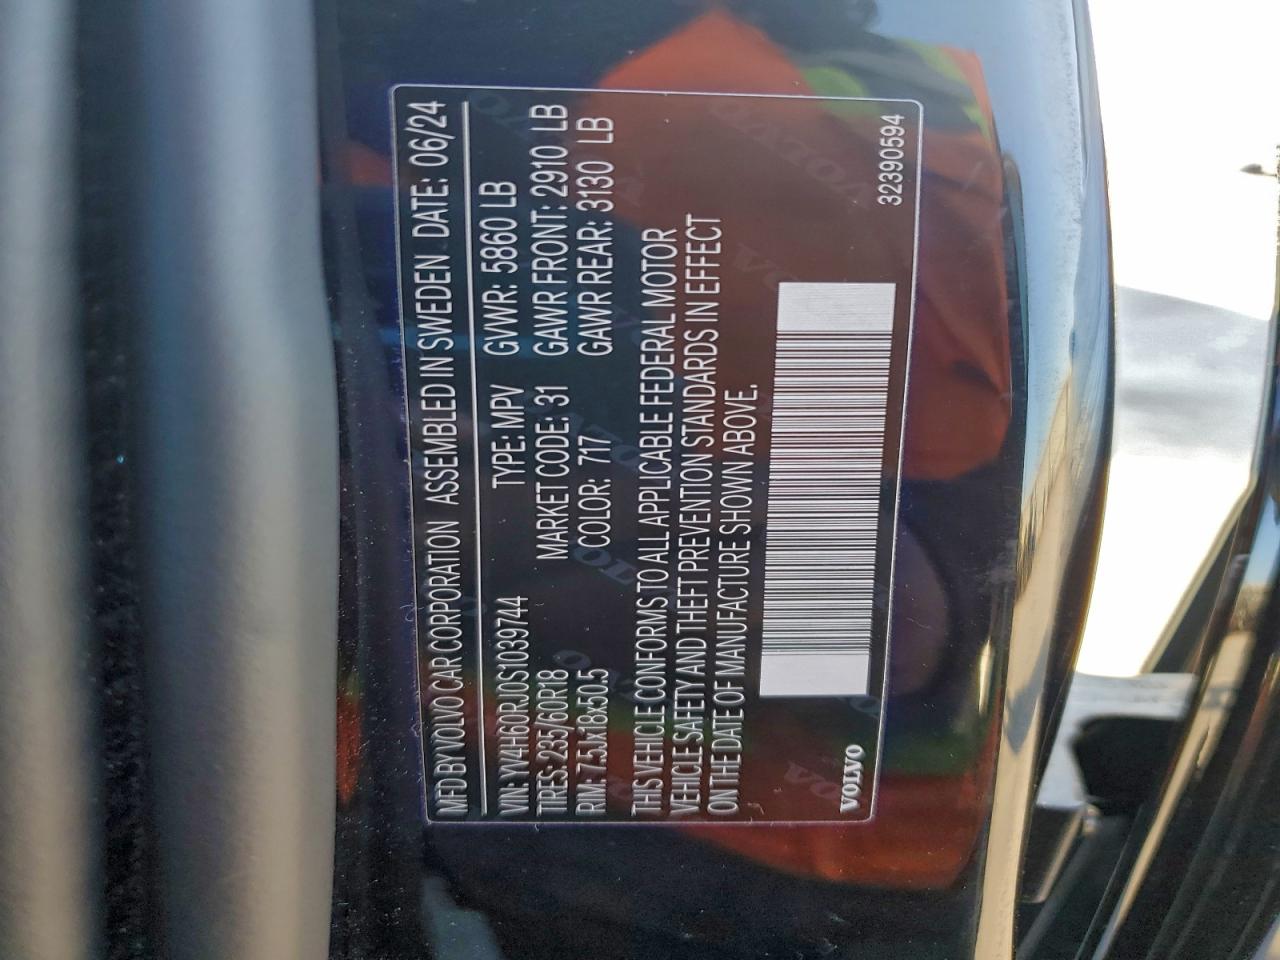 MFD BY VOLVO CAR CORPORATION ASSEMBLED IN SWEDEN DATE: 06/24
VIN: YV4H60RJ0S1039744 TYPE: MPV GVWR: 5860 LB
TIRES: 235/60R18 MARKET CODE: 31 GAWR FRONT: 2910 LB
RIM: 7.5Jx18x50.5 COLOR: 717 GAWR REAR: 3130 LB
THIS VEHICLE CONFORMS TO ALL APPLICABLE FEDERAL MOTOR
VEHICLE SAFETY AND THEFT PREVENTION STANDARDS IN EFFECT
ON THE DATE OF MANUFACTURE SHOWN ABOVE.
VOLVO 32390594